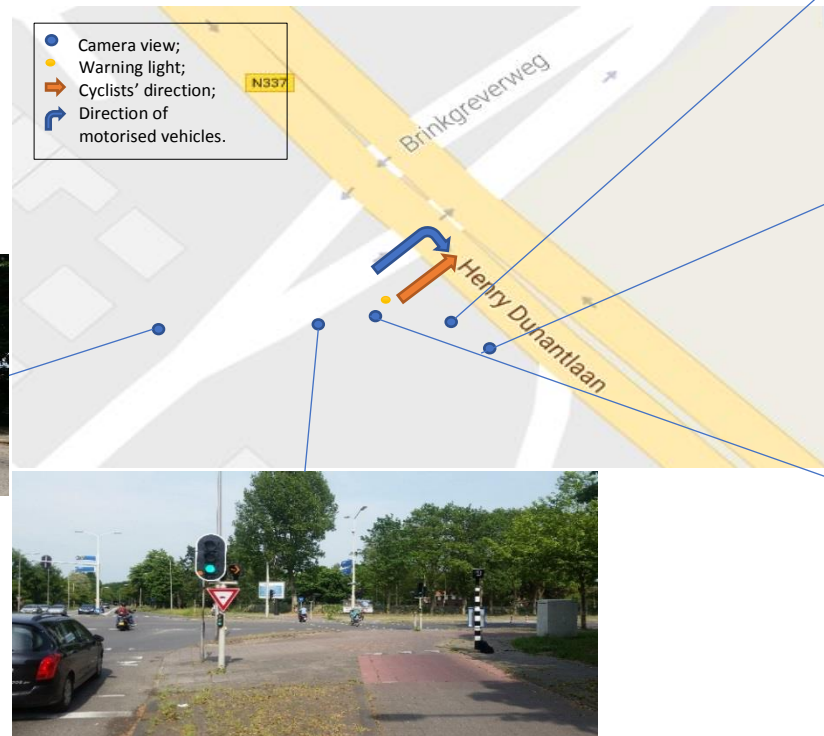 Camera view;
Warning light;
Cyclists’ direction;
Direction of
motorised vehicles.
N337
Brinkgreverweg
Henry Dunantlaan